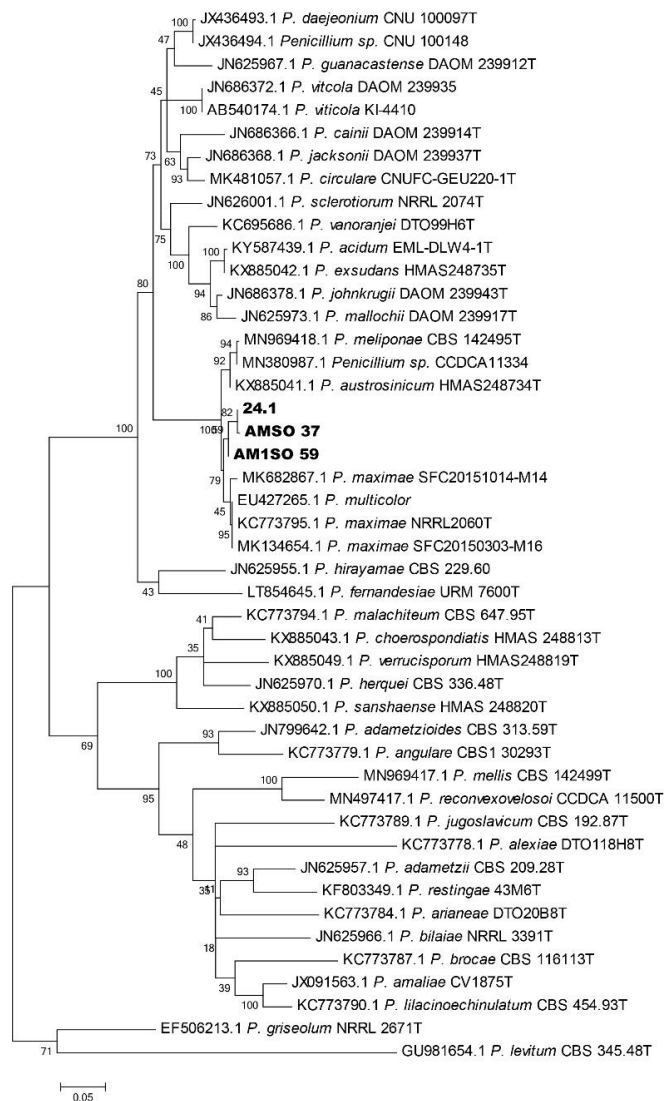 JX436493.1 P. daejeonium CNU 100097T
JX436494.1 Penicillium sp. CNU 100148
JN625967.1 P. guanacastense DAOM 239912T
JN686372.1 P. vitcola DAOM 239935
AB540174.1 P. viticola KI-4410
JN686366.1 P. cainii DAOM 239914T
JN686368.1 P. jacksonii DAOM 239937T
MK481057.1 P. circulare CNUFC-GEU220-1T
JN626001.1 P. sclerotiorum NRRL 2074T
KC695686.1 P. vanoranjei DTO99H6T
KY587439.1 P. acidum EML-DLW4-1T
KX885042.1 P. exsudans HMAS248735T
JN686378.1 P. johnkrugii DAOM 239943T
JN625973.1 P. mallochii DAOM 239917T
MN969418.1 P. meliponae CBS 142495T
MN380987.1 Penicillium sp. CCDCA11334
KX885041.1 P. austrosinicum HMAS248734T
24.1
AMSO 37
AM1SO 59
MK682867.1 P. maximae SFC20151014-M14
EU427265.1 P. multicolor
KC773795.1 P. maximae NRRL2060T
MK134654.1 P. maximae SFC20150303-M16
JN625955.1 P. hirayamae CBS 229.60
LT854645.1 P. fernandesiae URM 7600T
KC773794.1 P. malachiteum CBS 647.95T
KX885043.1 P. choerospondiatis HMAS 248813T
KX885049.1 P. verrucisporum HMAS248819T
JN625970.1 P. herquei CBS 336.48T
KX885050.1 P. sanshaense HMAS 248820T
JN799642.1 P. adametzioides CBS 313.59T
KC773779.1 P. angulare CBS1 30293T
MN969417.1 P. mellis CBS 142499T
MN497417.1 P. reconvexovelosoi CCDCA 11500T
KC773789.1 P. jugoslavicum CBS 192.87T
KC773778.1 P. alexiae DTO118H8T
JN625957.1 P. adametzii CBS 209.28T
KF803349.1 P. restingae 43M6T
KC773784.1 P. arianeae DTO20B8T
JN625966.1 P. bilaiae NRRL 3391T
KC773787.1 P. brocae CBS 116113T
JX091563.1 P. amaliae CV1875T
KC773790.1 P. lilacinoechinulatum CBS 454.93T
EF506213.1 P. griseolum NRRL 2671T
GU981654.1 P. levitum CBS 345.48T
100
47
45
100
73
63
93
75
100
100
94
86
80
94
92
82
100
59
79
45
95
100
43
41
35
100
69
93
95
100
48
93
35
18
39
100
71
0.05